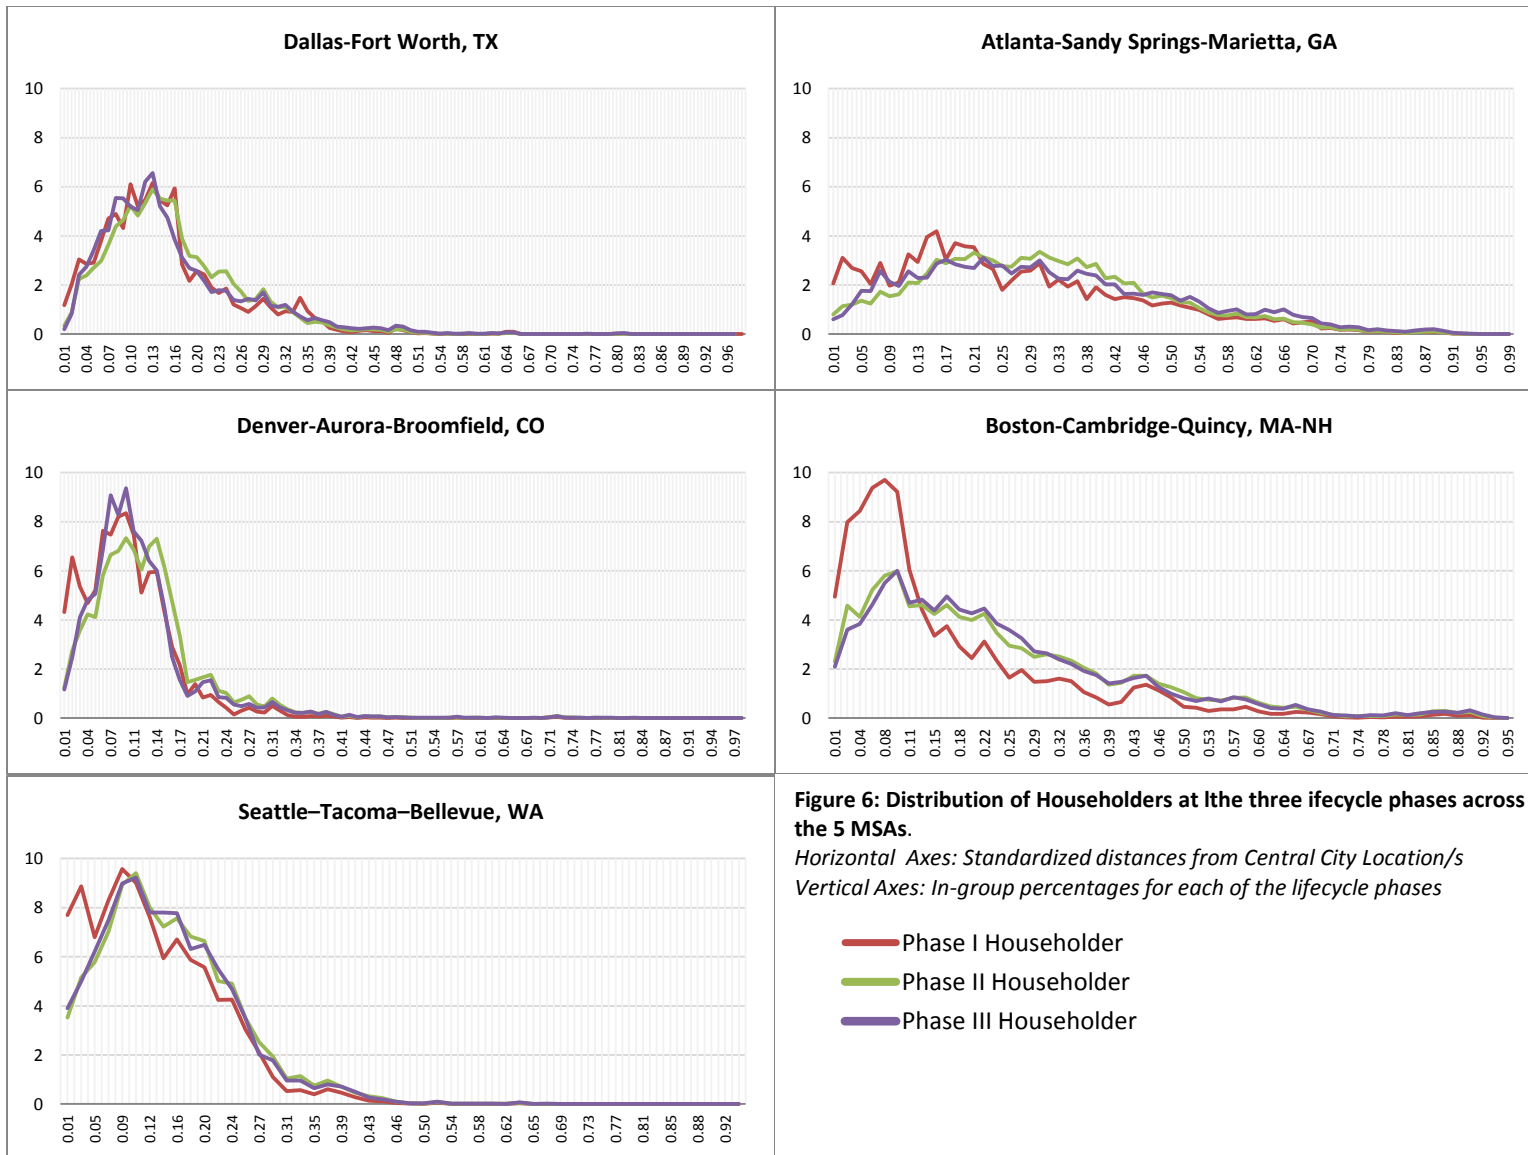 Dallas-Fort Worth, TX
10
8
6
4
2
0
0.01 0.04 0.07 0.10 0.13 0.16 0.20 0.23 0.26 0.29 0.32 0.35 0.38 0.42 0.45 0.48 0.51 0.54 0.58 0.61 0.64 0.67 0.70 0.74 0.77 0.80 0.83 0.86 0.92 0.96
Atlanta-Sandy Springs-Marietta, GA
10
8
6
4
2
0
0.01 0.05 0.09 0.13 0.17 0.21 0.25 0.29 0.33 0.38 0.42 0.46 0.50 0.54 0.58 0.62 0.66 0.70 0.74 0.79 0.83 0.87 0.91 0.95 0.99
Denver-Aurora-Broomfield, CO
10
8
6
4
2
0
0.01 0.04 0.07 0.11 0.14 0.17 0.21 0.24 0.27 0.31 0.34 0.37 0.41 0.44 0.47 0.51 0.54 0.57 0.61 0.64 0.67 0.71 0.74 0.77 0.81 0.84 0.87 0.91 0.94 0.97
Boston-Cambridge-Quincy, MA-NH
10
8
6
4
2
0
0.01 0.04 0.08 0.11 0.15 0.18 0.22 0.25 0.29 0.32 0.36 0.39 0.43 0.46 0.50 0.53 0.57 0.60 0.64 0.67 0.71 0.74 0.78 0.81 0.85 0.88 0.92 0.95
Seattle–Tacoma–Bellevue, WA
10
8
6
4
2
0
0.01 0.05 0.09 0.12 0.16 0.20 0.24 0.27 0.31 0.35 0.39 0.43 0.46 0.50 0.54 0.58 0.62 0.65 0.69 0.73 0.77 0.81 0.85 0.88 0.92
Figure 6: Distribution of Householders at lthe three ifecycle phases across
the 5 MSAs.
Horizontal Axes: Standardized distances from Central City Location/s
Vertical Axes: In-group percentages for each of the lifecycle phases
Phase I Householder
Phase II Householder
Phase III Householder